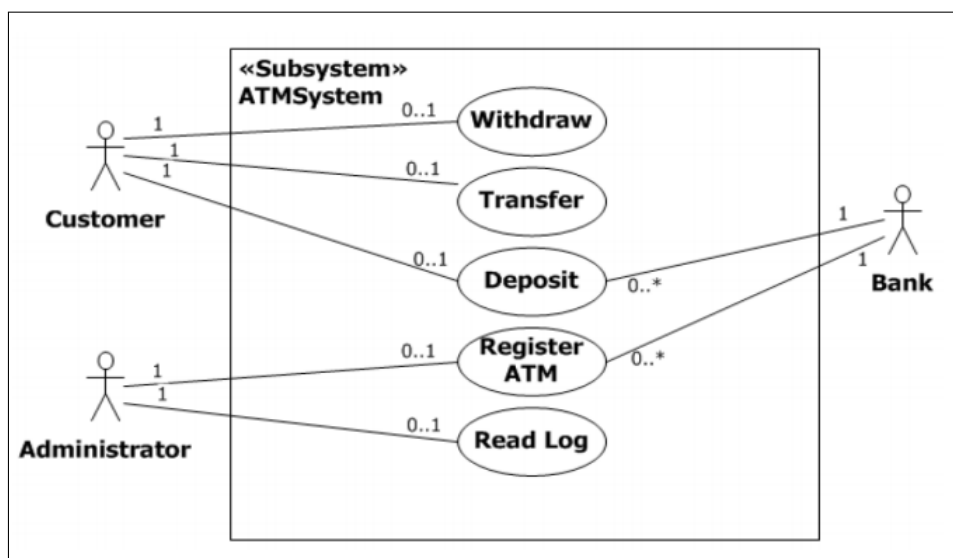 «Subsystem»
ATMSystem
1
0..1
Withdraw
1
0..1
Transfer
1
Customer
0..1
Deposit
0..*
1
1
Bank
1
0..1
Register
ATM
0..*
1
0..1
Read Log
Administrator